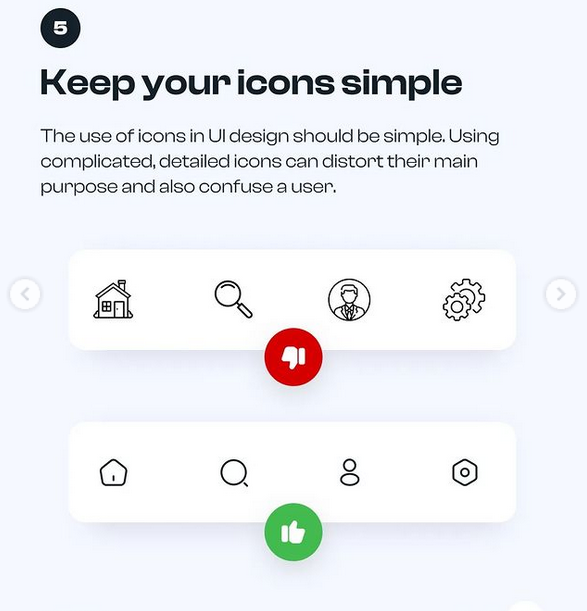 5
Keep your icons simple
The use of icons in UI design should be simple. Using
complicated, detailed icons can distort their main
purpose and also confuse a user.